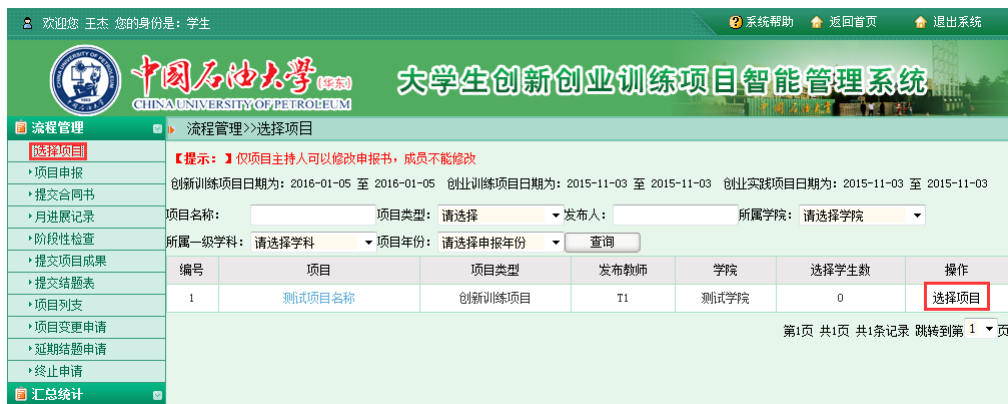 欢迎您 王杰 您的身份是：学生
系统帮助 返回首页 退出系统
中国石油大学(华东)
CHINA UNIVERSITY OF PETROLEUM
大学生创新创业训练项目智能管理系统
流程管理
流程管理>>选择项目
选择项目
项目申报
提交合同书
月进展记录
阶段性检查
提交项目成果
提交结题表
项目列支
项目变更申请
延期结题申请
终止申请
汇总统计
【提示：】仅项目主持人可以修改申报书，成员不能修改
创新训练项目日期为：2016-01-05 至 2016-01-05 创业训练项目日期为：2015-11-03 至 2015-11-03 创业实践项目日期为：2015-11-03 至 2015-11-03
项目名称： 项目类型：请选择 发布人： 所属学院：请选择学院
所属一级学科：请选择学科 项目年份：请选择申报年份 查询
编号 项目 项目类型 发布教师 学院 选择学生数 操作
1 测试项目名称 创新训练项目 T1 测试学院 0 选择项目
第1页 共1页 共1条记录 跳转到第 1 页